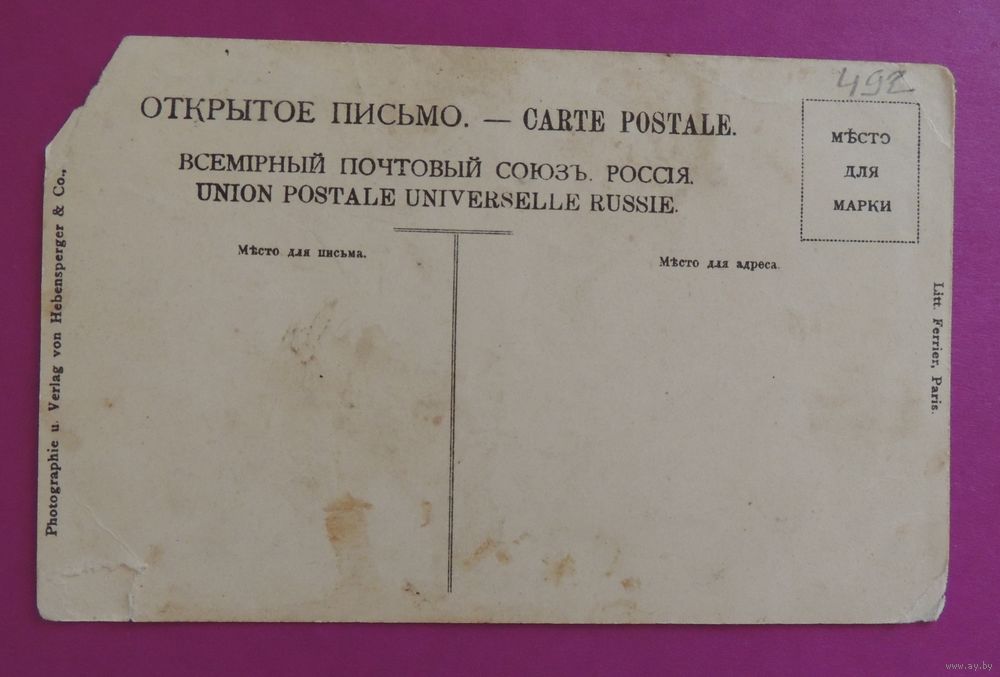 492
ОТКРЫТОЕ ПИСЬМО. — CARTE POSTALE.
ВСЕМІРНЫЙ ПОЧТОВЫЙ СОЮЗЪ. РОССІЯ.
UNION POSTALE UNIVERSELLE RUSSIE.
МѢСТО
ДЛЯ
МАРКИ
Мѣсто для письма.
Мѣсто для адреса.
Photographie u. Verlag von Hebensperger & Co.,
Litt. Ferrier, Paris.
www.ay.by